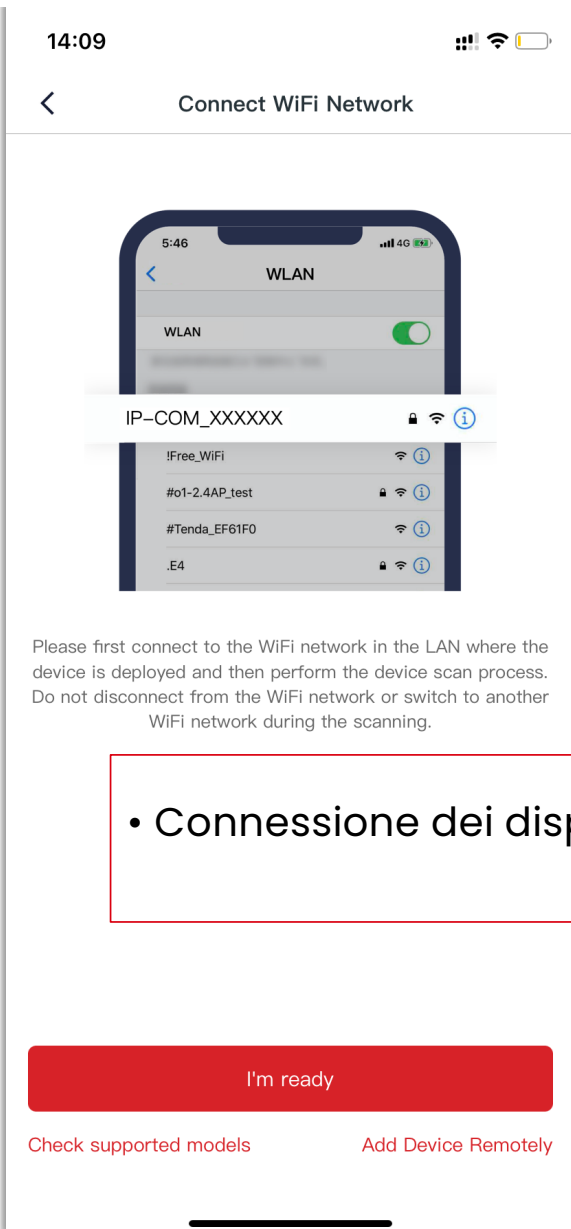 14:09
Connect WiFi Network
5:46
4G
WLAN
WLAN
IP-COM_XXXXXX
!Free_WiFi
#o1-2.4AP_test
#Tenda_EF61F0
.E4
Please first connect to the WiFi network in the LAN where the
device is deployed and then perform the device scan process.
Do not disconnect from the WiFi network or switch to another
WiFi network during the scanning.
• Connessione dei
I'm ready
Check supported models
Add Device Remotely